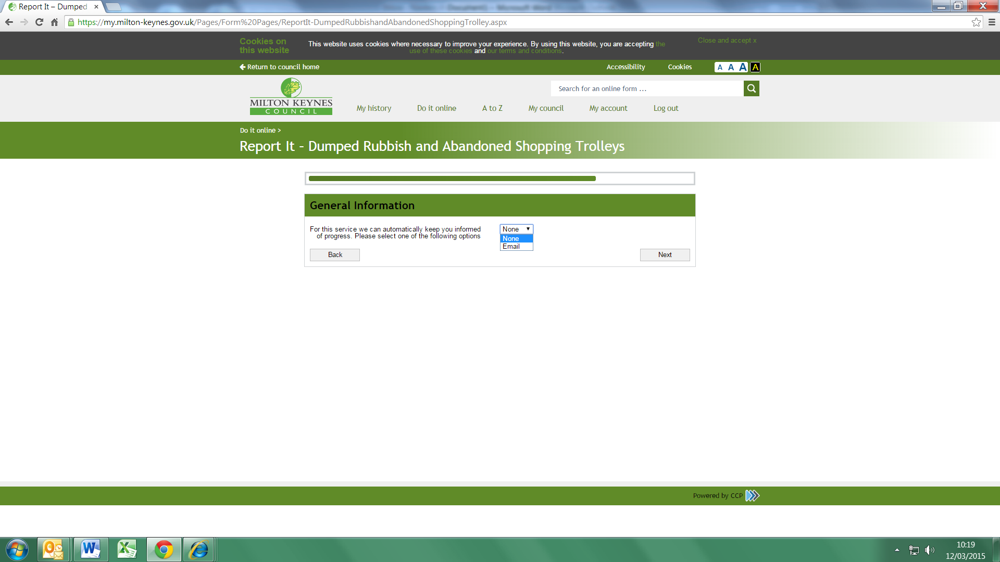 Report It – Dumped
https://my.milton-keynes.gov.uk/Pages/Form%20Pages/ReportIt-DumpedRubbishandAbandonedShoppingTrolley.aspx
Cookies on
this website
This website uses cookies where necessary to improve your experience. By using this website, you are accepting the
use of these cookies and our terms and conditions.
Close and accept x
Return to council home
Accessibility
Cookies
A A A A
MILTON KEYNES
COUNCIL
Search for an online form ...
My history
Do it online
A to Z
My council
My account
Log out
Do it online >
Report It – Dumped Rubbish and Abandoned Shopping Trolleys
General Information
For this service we can automatically keep you informed
of progress. Please select one of the following options
None
None
Email
Back
Next
Powered by CCP
10:19
12/03/2015